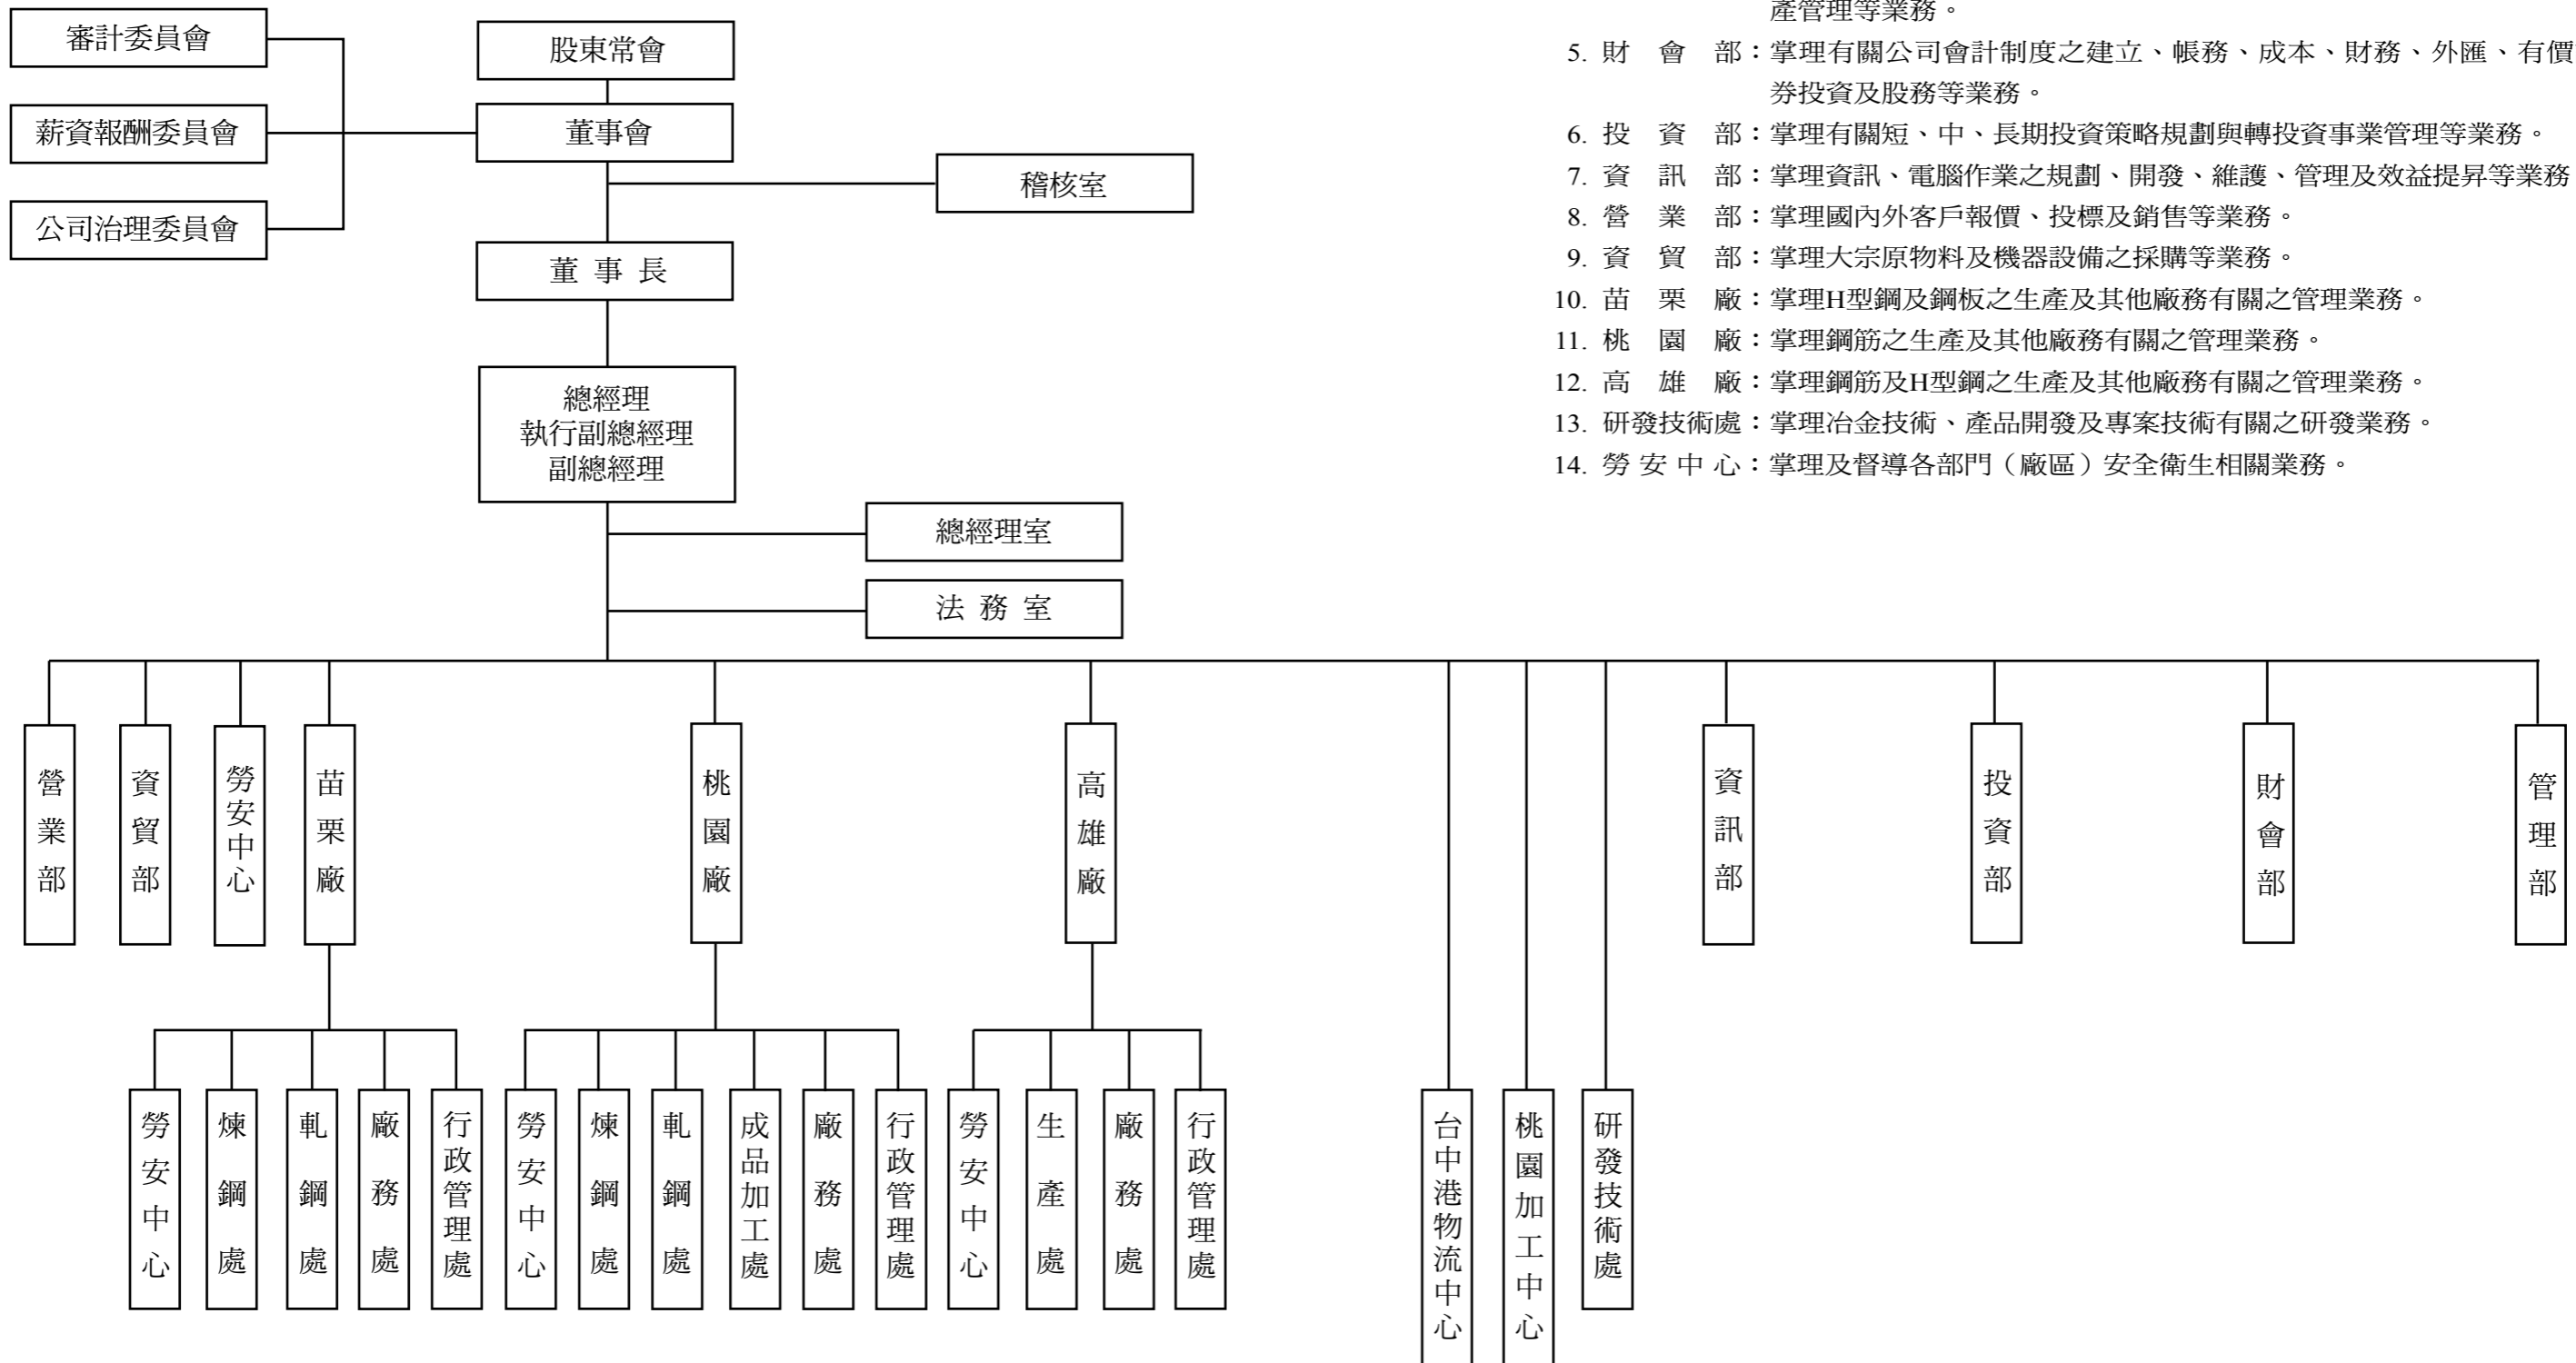 審計委員會
薪資報酬委員會
公司治理委員會
股東常會
董事會
稽核室
董 事 長
總經理
執行副總經理
副總經理
總經理室
法 務 室
營業部
資貿部
勞安中心
苗栗廠
桃園廠
高雄廠
資訊部
投資部
財會部
管理部
勞安中心
煉鋼處
軋鋼處
廠務處
行政管理處
勞安中心
煉鋼處
軋鋼處
成品加工處
廠務處
行政管理處
勞安中心
生產處
廠務處
行政管理處
台中港物流中心
桃園加工中心
研發技術處
產管理等業務。
5. 財 會 部：掌理有關公司會計制度之建立、帳務、成本、財務、外匯、有價
券投資及股務等業務。
6. 投 資 部：掌理有關短、中、長期投資策略規劃與轉投資事業管理等業務。
7. 資 訊 部：掌理資訊、電腦作業之規劃、開發、維護、管理及效益提昇等業務
8. 營 業 部：掌理國內外客戶報價、投標及銷售等業務。
9. 資 貿 部：掌理大宗原物料及機器設備之採購等業務。
10. 苗 栗 廠：掌理H型鋼及鋼板之生產及其他廠務有關之管理業務。
11. 桃 園 廠：掌理鋼筋之生產及其他廠務有關之管理業務。
12. 高 雄 廠：掌理鋼筋及H型鋼之生產及其他廠務有關之管理業務。
13. 研發技術處：掌理冶金技術、產品開發及專案技術有關之研發業務。
14. 勞 安 中 心：掌理及督導各部門（廠區）安全衛生相關業務。